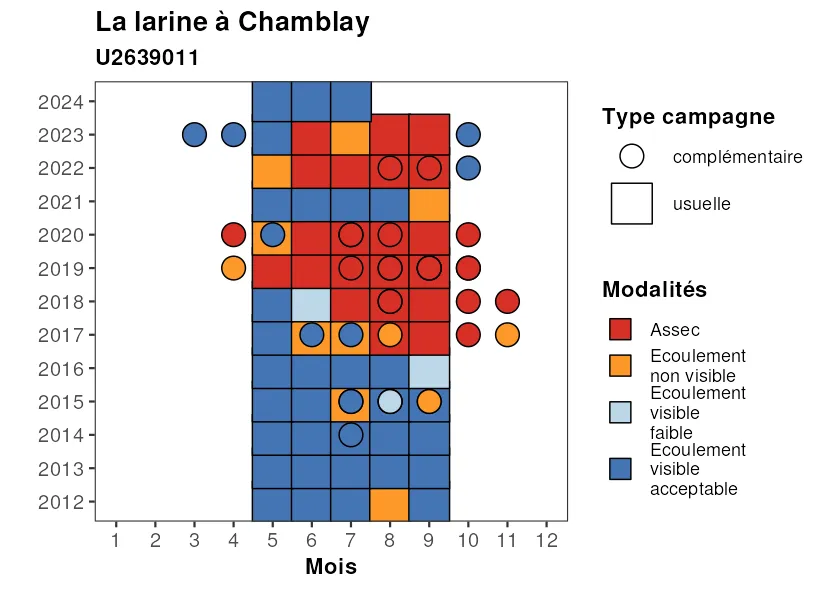 La larine à Chamblay
U2639011
2024
2023
2022
2021
2020
2019
2018
2017
2016
2015
2014
2013
2012
1 2 3 4 5 6 7 8 9 10 11 12
Mois
Type campagne
complémentaire
usuelle
Modalités
Assec
Ecoulement
non visible
Ecoulement
visible
faible
Ecoulement
visible
acceptable